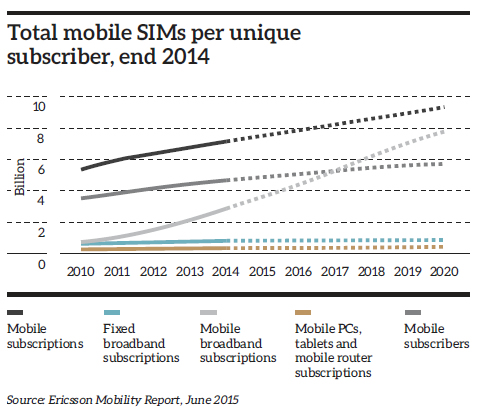 Total mobile SIMs per unique
subscriber, end 2014
Billion
10
8
6
4
2
0
2010 2011 2012 2013 2014 2015 2016 2017 2018 2019 2020
Mobile
subscriptions
Fixed
broadband
subscriptions
Mobile
broadband
subscriptions
Mobile PCs,
tablets and
mobile router
subscriptions
Mobile
subscribers
Source: Ericsson Mobility Report, June 2015